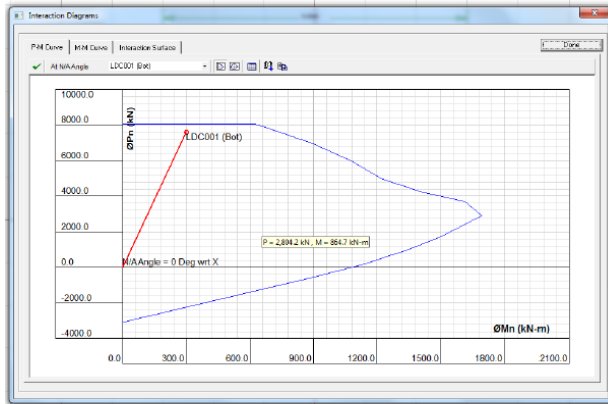 Interaction Diagrams
P-M Curve M-M Curve Interaction Surface
Done
At N/A Angle LDC001 (Bot)
10000.0
8000.0
6000.0
4000.0
2000.0
0.0
-2000.0
-4000.0
ØPn (kN)
LDC001 (Bot)
P = 2,894.2 kN , M = 864.7 kN-m
N/A Angle = 0 Deg wrt X
ØMn (kN-m)
0.0 300.0 600.0 900.0 1200.0 1500.0 1800.0 2100.0